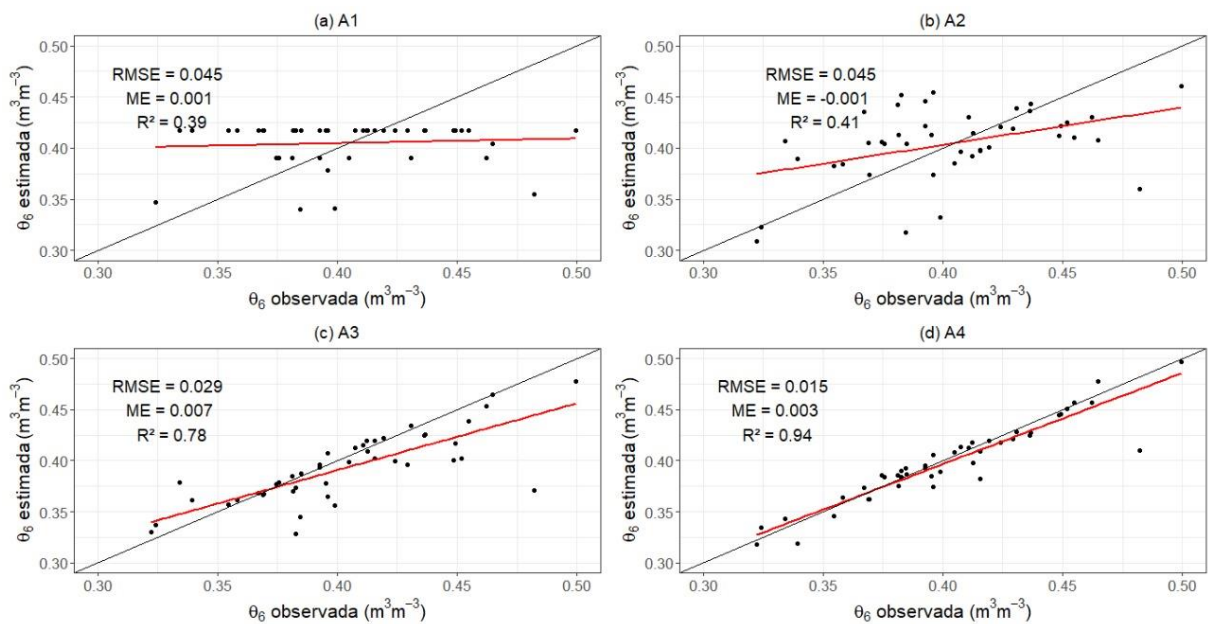 (a) A1
θ₆ estimada (m³m⁻³)
0.50
0.45
0.40
0.35
0.30
RMSE = 0.045
ME = 0.001
R² = 0.39
0.30 0.35 0.40 0.45 0.50
θ₆ observada (m³m⁻³)
(b) A2
θ₆ estimada (m³m⁻³)
0.50
0.45
0.40
0.35
0.30
RMSE = 0.045
ME = -0.001
R² = 0.41
0.30 0.35 0.40 0.45 0.50
θ₆ observada (m³m⁻³)
(c) A3
θ₆ estimada (m³m⁻³)
0.50
0.45
0.40
0.35
0.30
RMSE = 0.029
ME = 0.007
R² = 0.78
0.30 0.35 0.40 0.45 0.50
θ₆ observada (m³m⁻³)
(d) A4
θ₆ estimada (m³m⁻³)
0.50
0.45
0.40
0.35
0.30
RMSE = 0.015
ME = 0.003
R² = 0.94
0.30 0.35 0.40 0.45 0.50
θ₆ observada (m³m⁻³)